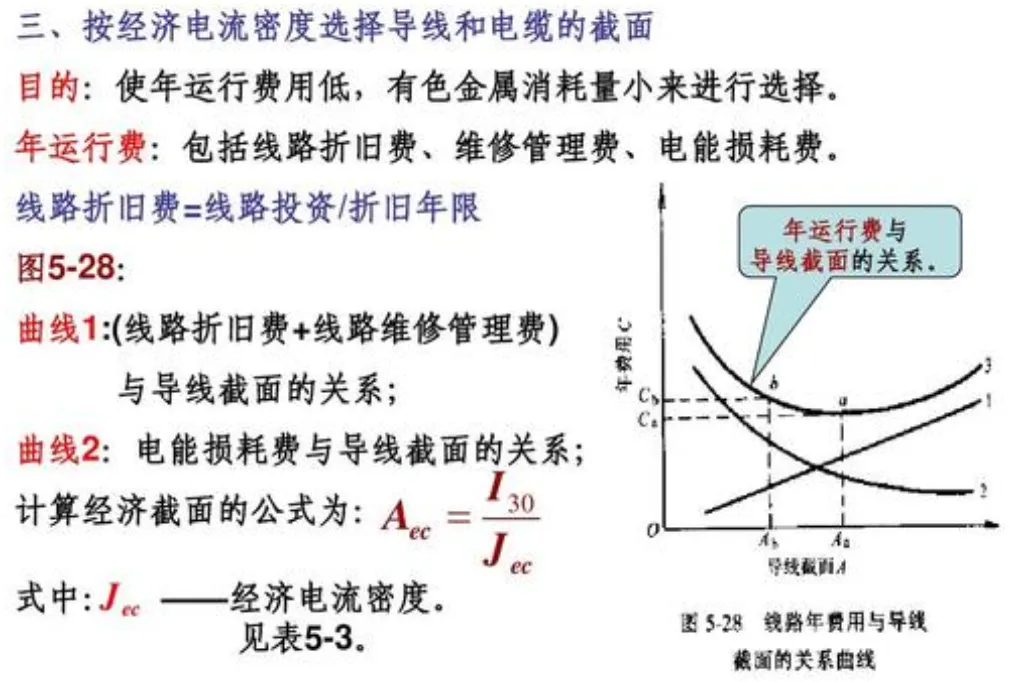 三、按经济电流密度选择导线和电缆的截面
目的：使年运行费用低，有色金属消耗量小来进行选择。
年运行费：包括线路折旧费、维修管理费、电能损耗费。
线路折旧费=线路投资/折旧年限
图5-28：
曲线1:(线路折旧费+线路维修管理费)
与导线截面的关系；
曲线2：电能损耗费与导线截面的关系；
计算经济截面的公式为：A_ec = I_30 / J_ec
式中: J_ec ——经济电流密度。
见表5-3。
年运行费与
导线截面的关系．
年费用 C
b
a
3
1
2
C_b
C_a
O
A_b
A_a
导线截面A
图 5-28 线路年费用与导线
截面的关系曲线